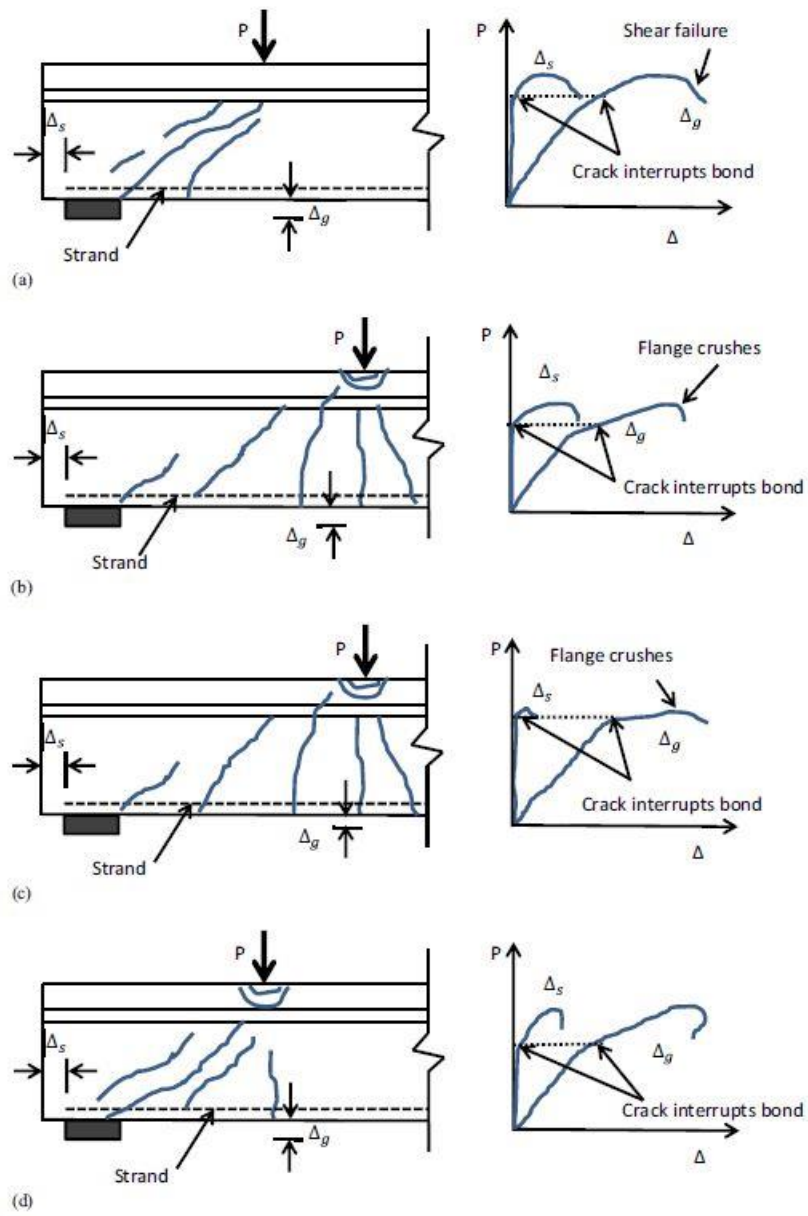 P
Δs
Δg
Strand
P
Δs
Shear failure
Δg
Crack interrupts bond
Δ
(a)
P
Δs
Δg
Strand
P
Flange crushes
Δs
Δg
Crack interrupts bond
Δ
(b)
P
Δs
Δg
Strand
P
Flange crushes
Δs
Δg
Crack interrupts bond
Δ
(c)
P
Δs
Δg
Strand
P
Δs
Δg
Crack interrupts bond
Δ
(d)